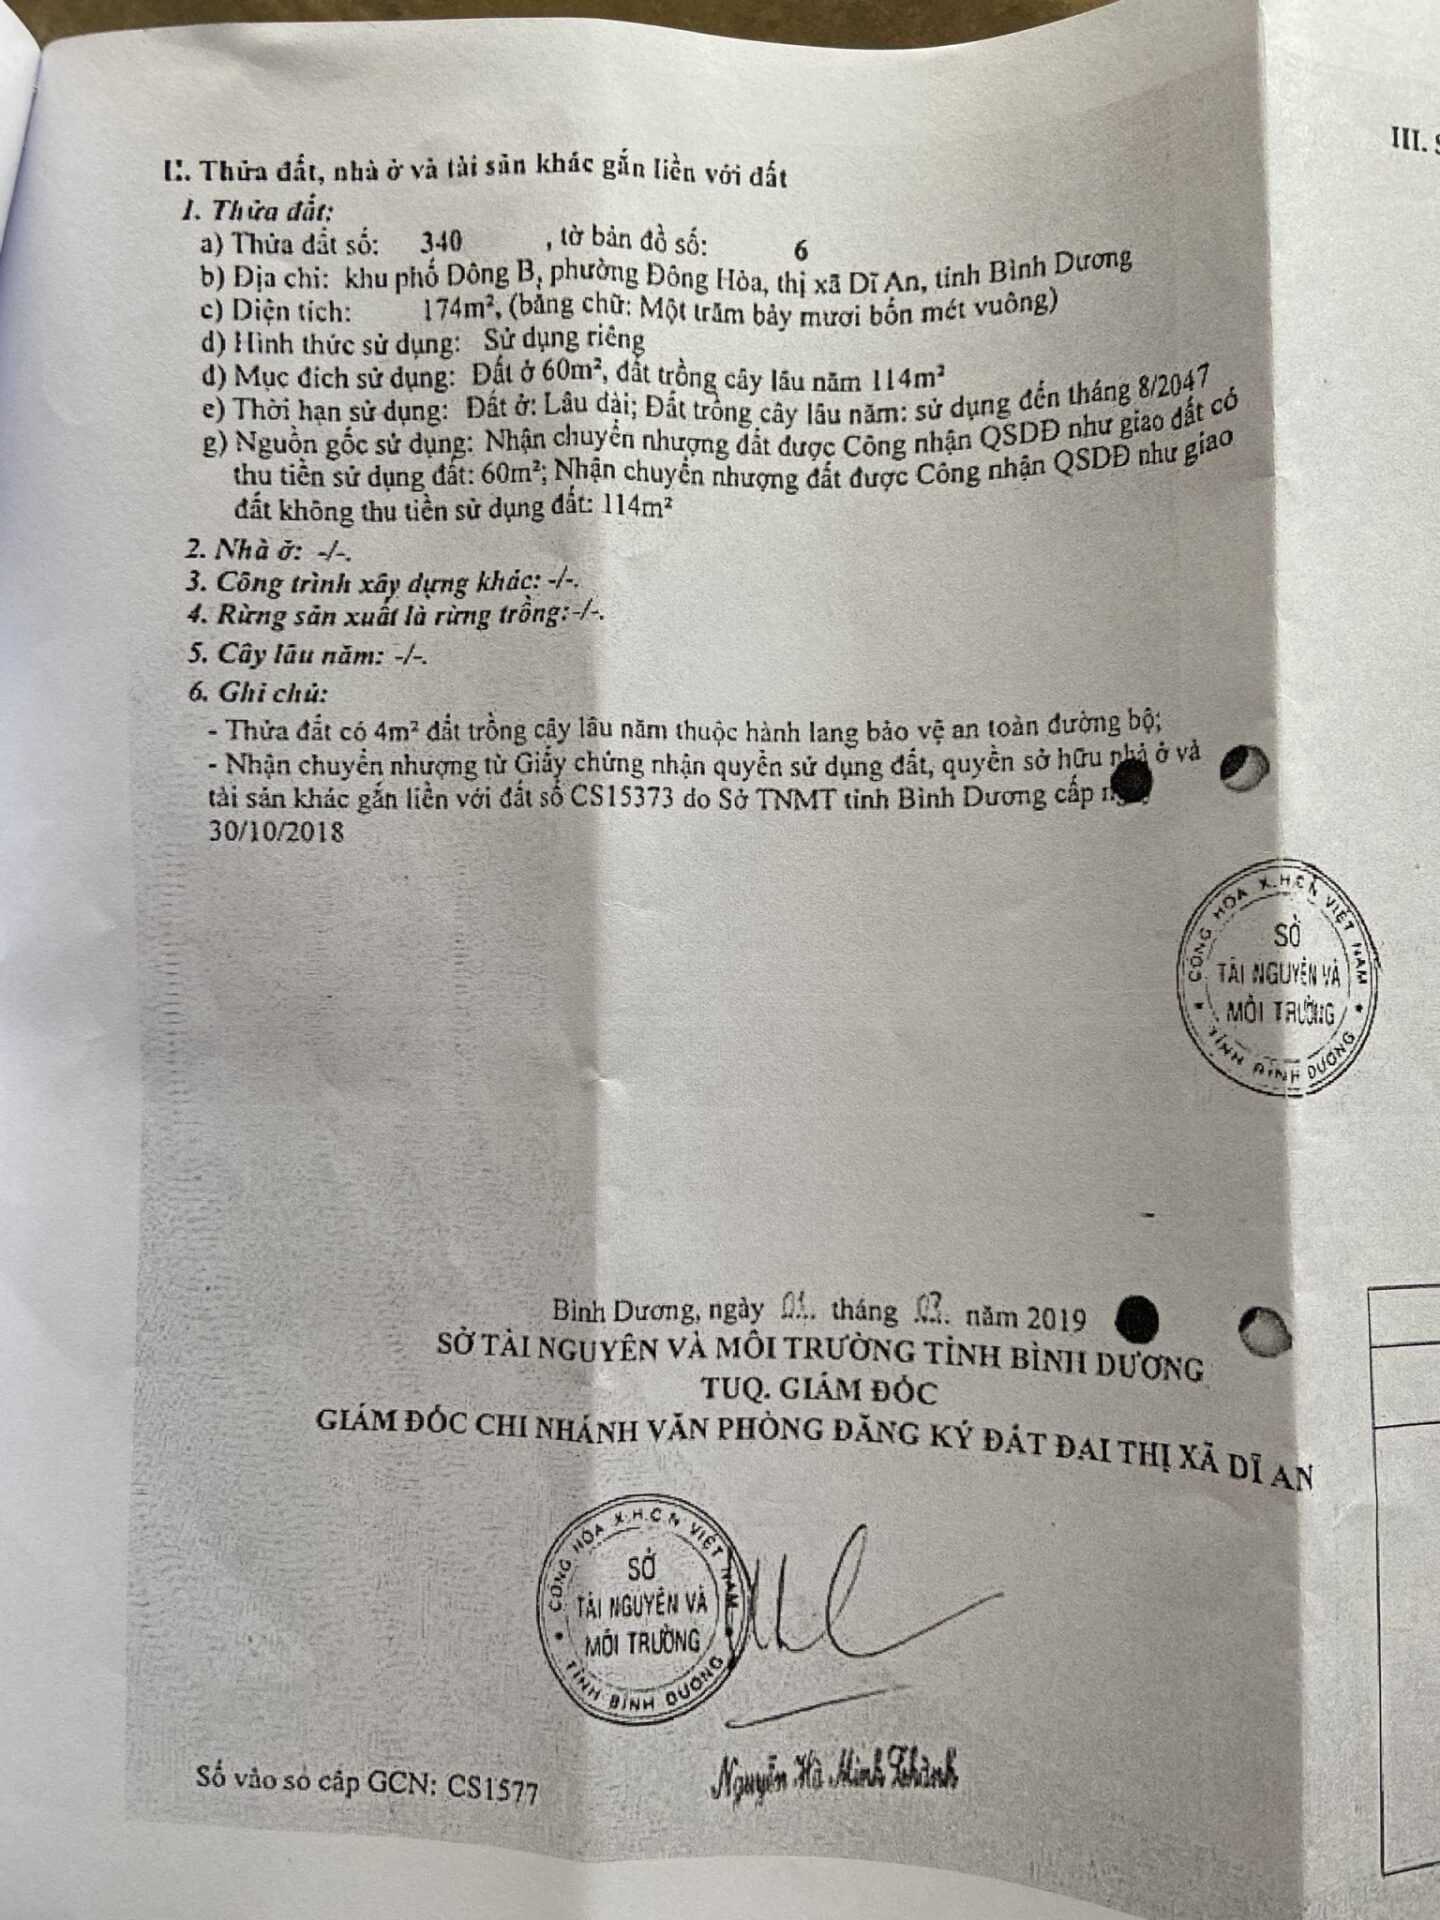 II. Thửa đất, nhà ở và tài sản khác gắn liền với đất
III.
1. Thửa đất:
a) Thửa đất số: 340 , tờ bản đồ số: 6
b) Địa chỉ: khu phố Đông B, phường Đông Hòa, thị xã Dĩ An, tỉnh Bình Dương
c) Diện tích: 174m², (bằng chữ: Một trăm bảy mươi bốn mét vuông)
d) Hình thức sử dụng: Sử dụng riêng
đ) Mục đích sử dụng: Đất ở 60m², đất trồng cây lâu năm 114m²
e) Thời hạn sử dụng: Đất ở: Lâu dài; Đất trồng cây lâu năm: sử dụng đến tháng 8/2047
g) Nguồn gốc sử dụng: Nhận chuyển nhượng đất được Công nhận QSDĐ như giao đất có
thu tiền sử dụng đất: 60m²; Nhận chuyển nhượng đất được Công nhận QSDĐ như giao
đất không thu tiền sử dụng đất: 114m²
2. Nhà ở: -/-.
3. Công trình xây dựng khác: -/-.
4. Rừng sản xuất là rừng trồng: -/-.
5. Cây lâu năm: -/-.
6. Ghi chú:
- Thửa đất có 4m² đất trồng cây lâu năm thuộc hành lang bảo vệ an toàn đường bộ;
- Nhận chuyển nhượng từ Giấy chứng nhận quyền sử dụng đất, quyền sở hữu nhà ở và
tài sản khác gắn liền với đất số CS15373 do Sở TNMT tỉnh Bình Dương cấp ngày
30/10/2018
CỘNG HÒA X.H.C.N VIỆT NAM
SỞ
TÀI NGUYÊN VÀ
MÔI TRƯỜNG
TỈNH BÌNH DƯƠNG
Bình Dương, ngày 01 tháng 03 năm 2019
SỞ TÀI NGUYÊN VÀ MÔI TRƯỜNG TỈNH BÌNH DƯƠNG
TUQ. GIÁM ĐỐC
GIÁM ĐỐC CHI NHÁNH VĂN PHÒNG ĐĂNG KÝ ĐẤT ĐAI THỊ XÃ DĨ AN
CỘNG HÒA X.H.C.N VIỆT NAM
SỞ
TÀI NGUYÊN VÀ
MÔI TRƯỜNG
TỈNH BÌNH DƯƠNG
Nguyễn Hà Minh Thành
Số vào sổ cấp GCN: CS1577